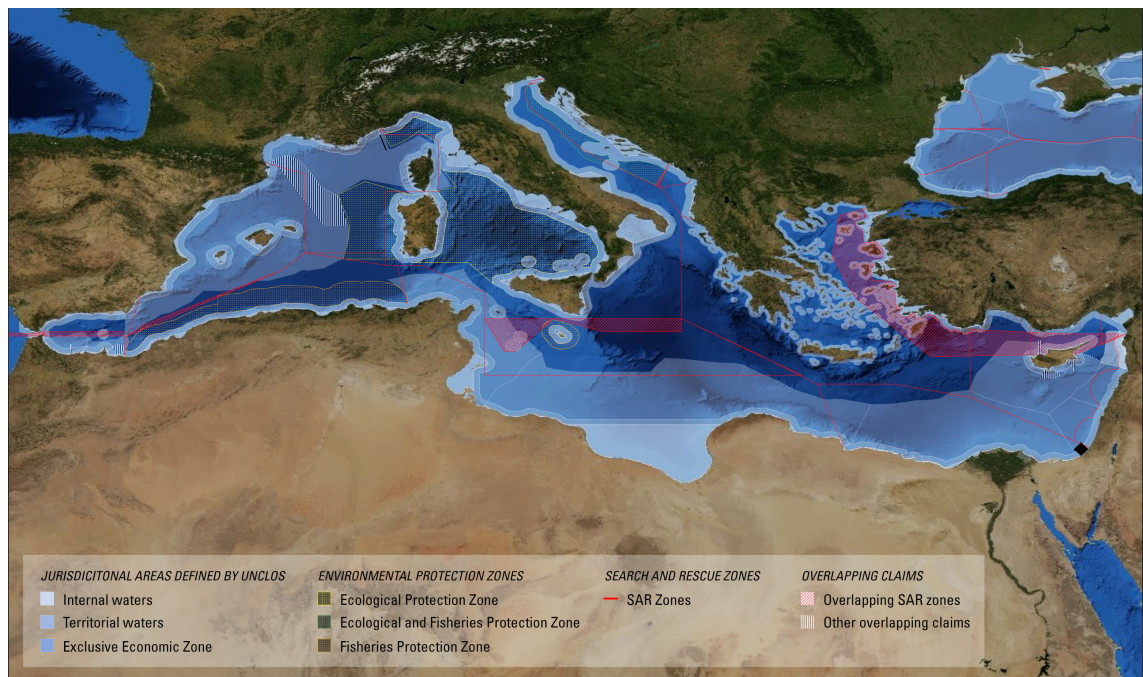 JURISDICITONAL AREAS DEFINED BY UNCLOS
Internal waters
Territorial waters
Exclusive Economic Zone
ENVIRONMENTAL PROTECTION ZONES
Ecological Protection Zone
Ecological and Fisheries Protection Zone
Fisheries Protection Zone
SEARCH AND RESCUE ZONES
SAR Zones
OVERLAPPING CLAIMS
Overlapping SAR zones
Other overlapping claims